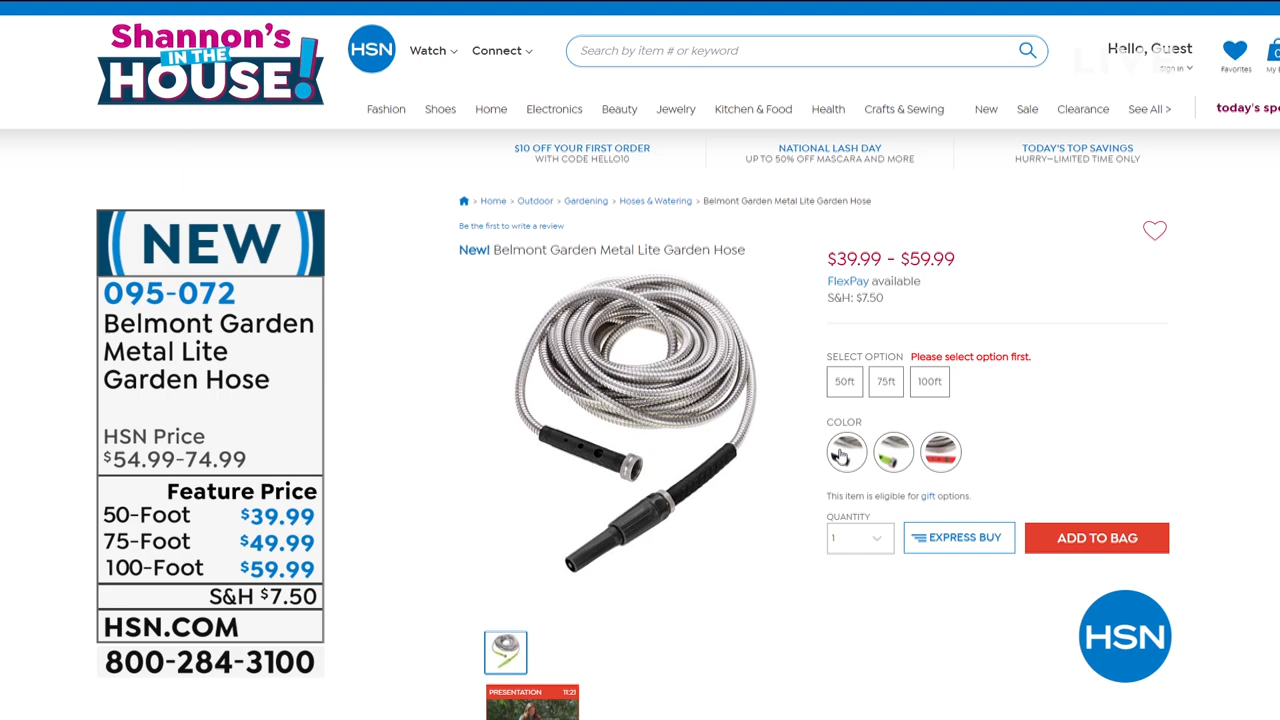 Shannon's
IN THE
HOUSE!
HSN
Watch
Connect
Search by item # or keyword
LIVE
Hello, Guest
Sign In
Favorites
My
Fashion
Shoes
Home
Electronics
Beauty
Jewelry
Kitchen & Food
Health
Crafts & Sewing
New
Sale
Clearance
See All >
today's spe
$10 OFF YOUR FIRST ORDER
WITH CODE HELLO10
NATIONAL LASH DAY
UP TO 50% OFF MASCARA AND MORE
TODAY'S TOP SAVINGS
HURRY—LIMITED TIME ONLY
> Home > Outdoor > Gardening > Hoses & Watering > Belmont Garden Metal Lite Garden Hose
Be the first to write a review
New! Belmont Garden Metal Lite Garden Hose
$39.99 - $59.99
FlexPay available
S&H: $7.50
SELECT OPTION Please select option first.
50ft
75ft
100ft
COLOR
This item is eligible for gift options.
QUANTITY
1
EXPRESS BUY
ADD TO BAG
NEW
095-072
Belmont Garden
Metal Lite
Garden Hose
HSN Price
$54.99-74.99
Feature Price
50-Foot $39.99
75-Foot $49.99
100-Foot $59.99
S&H $7.50
HSN.COM
800-284-3100
PRESENTATION 11:21
HSN